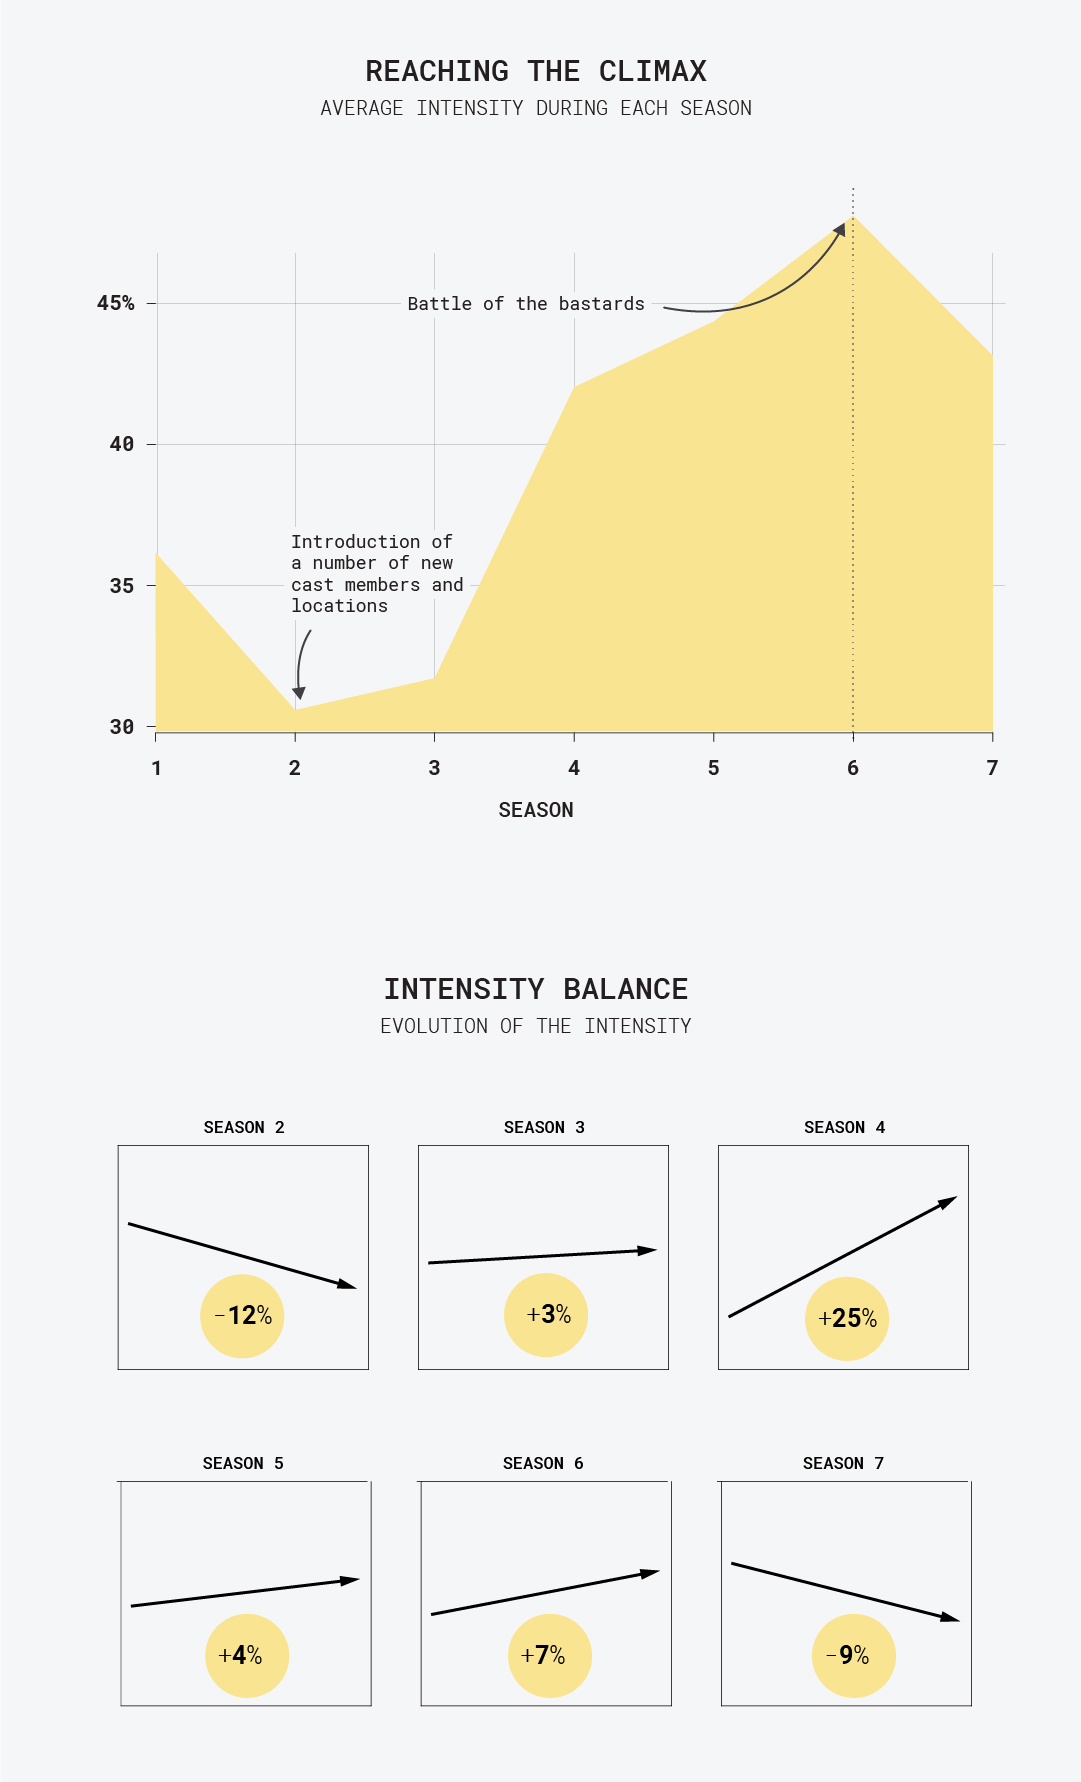 REACHING THE CLIMAX
AVERAGE INTENSITY DURING EACH SEASON
45%
Battle of the bastards
40
Introduction of
a number of new
cast members and
locations
35
30
1 2 3 4 5 6 7
SEASON
INTENSITY BALANCE
EVOLUTION OF THE INTENSITY
SEASON 2 SEASON 3 SEASON 4
-12% +3% +25%
SEASON 5 SEASON 6 SEASON 7
+4% +7% -9%